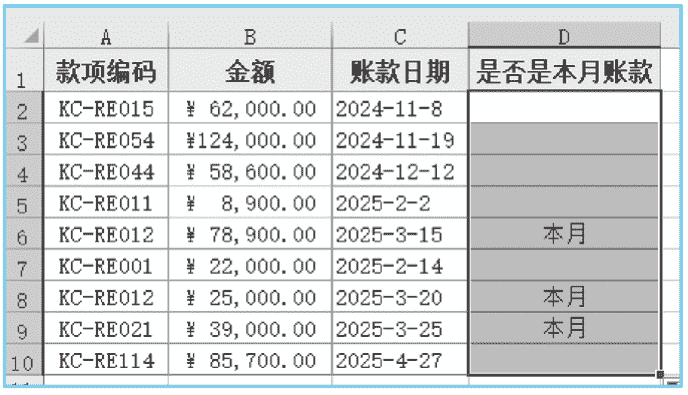 A B C D
1 款项编码 金额 账款日期 是否是本月账款
2 KC-RE015 ¥ 62,000.00 2024-11-8
3 KC-RE054 ¥124,000.00 2024-11-19
4 KC-RE044 ¥ 58,600.00 2024-12-12
5 KC-RE011 ¥ 8,900.00 2025-2-2
6 KC-RE012 ¥ 78,900.00 2025-3-15 本月
7 KC-RE001 ¥ 22,000.00 2025-2-14
8 KC-RE012 ¥ 25,000.00 2025-3-20 本月
9 KC-RE021 ¥ 39,000.00 2025-3-25 本月
10 KC-RE114 ¥ 85,700.00 2025-4-27